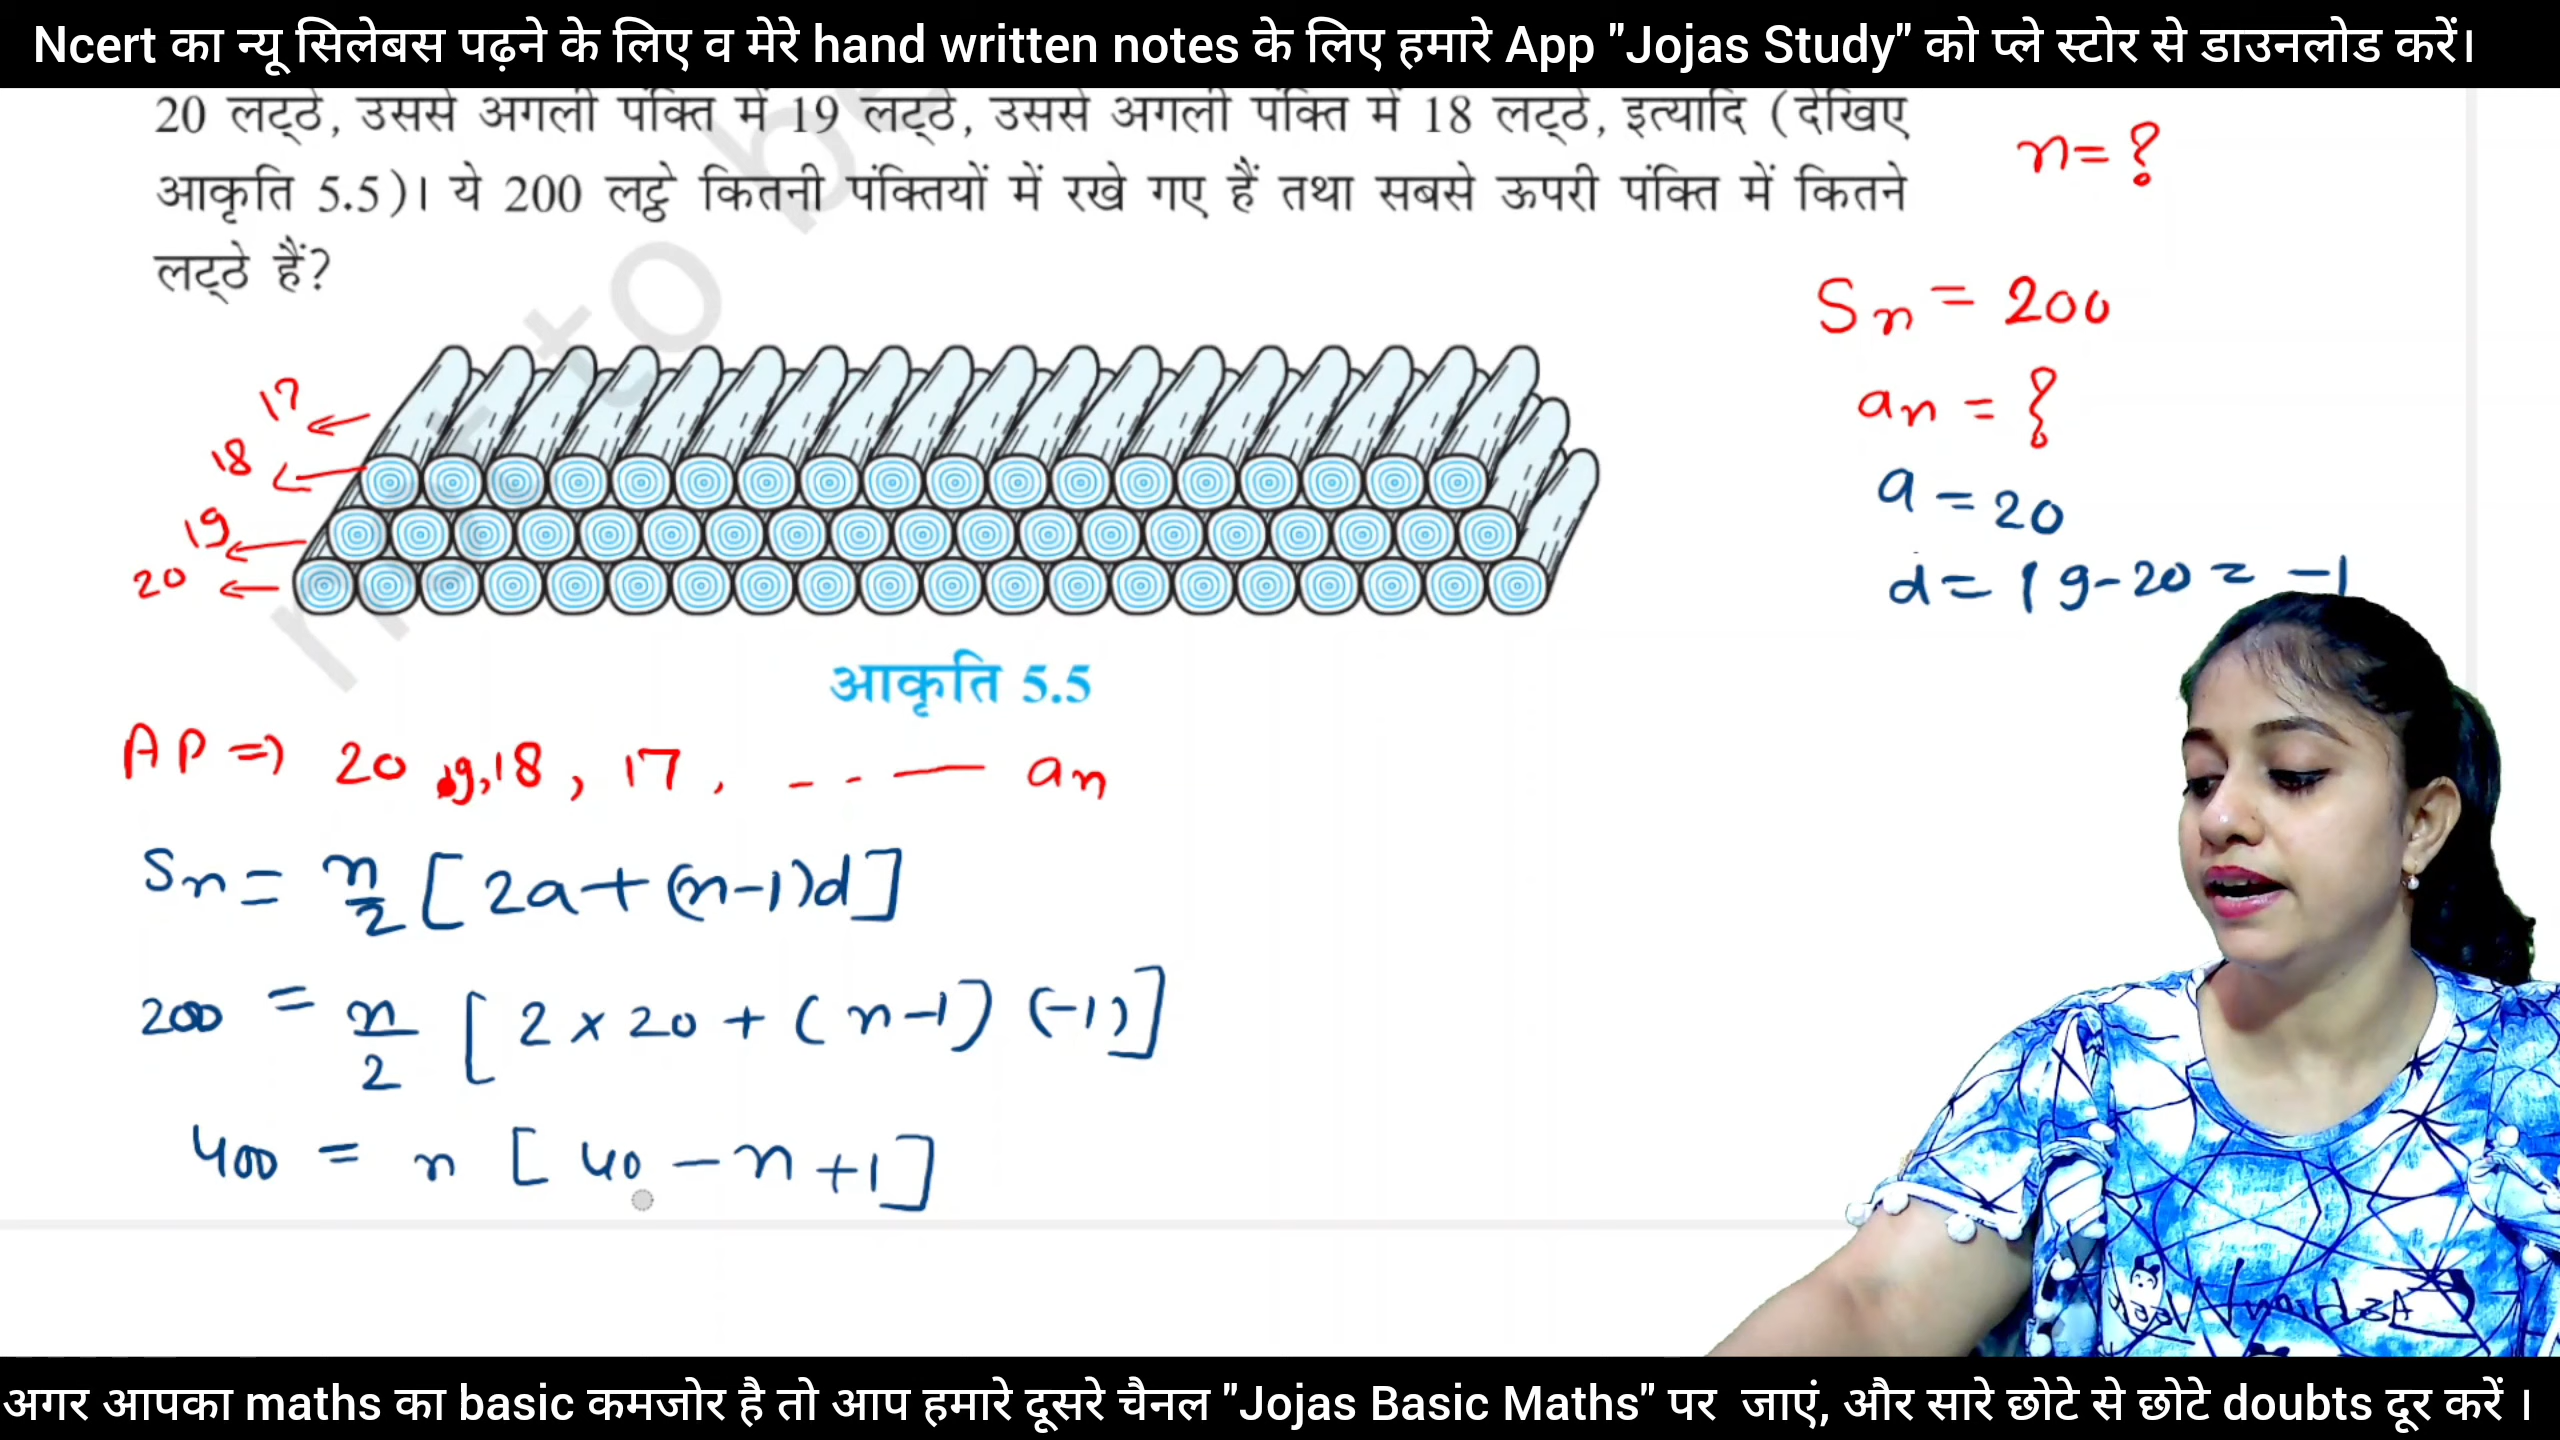 Ncert का न्यू सिलेबस पढ़ने के लिए व मेरे hand written notes के लिए हमारे App "Jojas Study" को प्ले स्टोर से डाउनलोड करें।
20 लट्ठे, उससे अगली पंक्ति में 19 लट्ठे, उससे अगली पंक्ति में 18 लट्ठे, इत्यादि (देखिए
आकृति 5.5)। ये 200 लट्ठे कितनी पंक्तियों में रखे गए हैं तथा सबसे ऊपरी पंक्ति में कितने
लट्ठे हैं?
n = ?
Sn = 200
an = ?
a = 20
d = 19-20 = -1
17
18
19
20
आकृति 5.5
AP => 20, 19, 18, 17, - - — an
Sn = n/2 [2a+(n-1)d]
200 = n/2 [2 x 20 + (n-1) (-1)]
400 = n [40 - n + 1]
अगर आपका maths का basic कमजोर है तो आप हमारे दूसरे चैनल "Jojas Basic Maths" पर जाएं, और सारे छोटे से छोटे doubts दूर करें ।